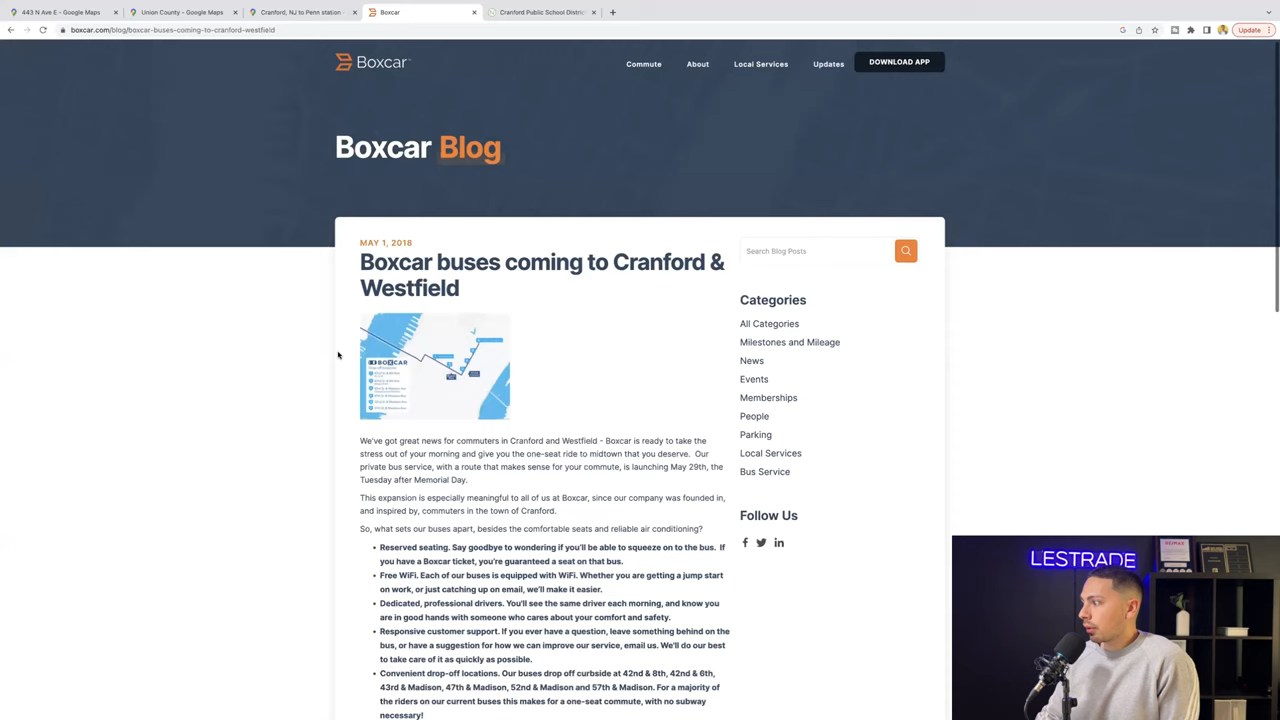 443 N Ave E - Google Maps
Union County - Google Maps
Cranford, NJ to Penn station -
Boxcar
Cranford Public School Distric
boxcar.com/blog/boxcar-buses-coming-to-cranford-westfield
Update
Boxcar
Commute
About
Local Services
Updates
DOWNLOAD APP
Boxcar Blog
MAY 1, 2018
Boxcar buses coming to Cranford &
Westfield
BOXCAR
We've got great news for commuters in Cranford and Westfield - Boxcar is ready to take the
stress out of your morning and give you the one-seat ride to midtown that you deserve. Our
private bus service, with a route that makes sense for your commute, is launching May 29th, the
Tuesday after Memorial Day.
This expansion is especially meaningful to all of us at Boxcar, since our company was founded in,
and inspired by, commuters in the town of Cranford.
So, what sets our buses apart, besides the comfortable seats and reliable air conditioning?
• Reserved seating. Say goodbye to wondering if you'll be able to squeeze on to the bus. If
you have a Boxcar ticket, you're guaranteed a seat on that bus.
• Free WiFi. Each of our buses is equipped with WiFi. Whether you are getting a jump start
on work, or just catching up on email, we'll make it easier.
• Dedicated, professional drivers. You'll see the same driver each morning, and know you
are in good hands with someone who cares about your comfort and safety.
• Responsive customer support. If you ever have a question, leave something behind on the
bus, or have a suggestion for how we can improve our service, email us. We'll do our best
to take care of it as quickly as possible.
• Convenient drop-off locations. Our buses drop off curbside at 42nd & 8th, 42nd & 6th,
43rd & Madison, 47th & Madison, 52nd & Madison and 57th & Madison. For a majority of
the riders on our current buses this makes for a one-seat commute, with no subway
necessary!
Search Blog Posts
Categories
All Categories
Milestones and Mileage
News
Events
Memberships
People
Parking
Local Services
Bus Service
Follow Us
LESTRADE